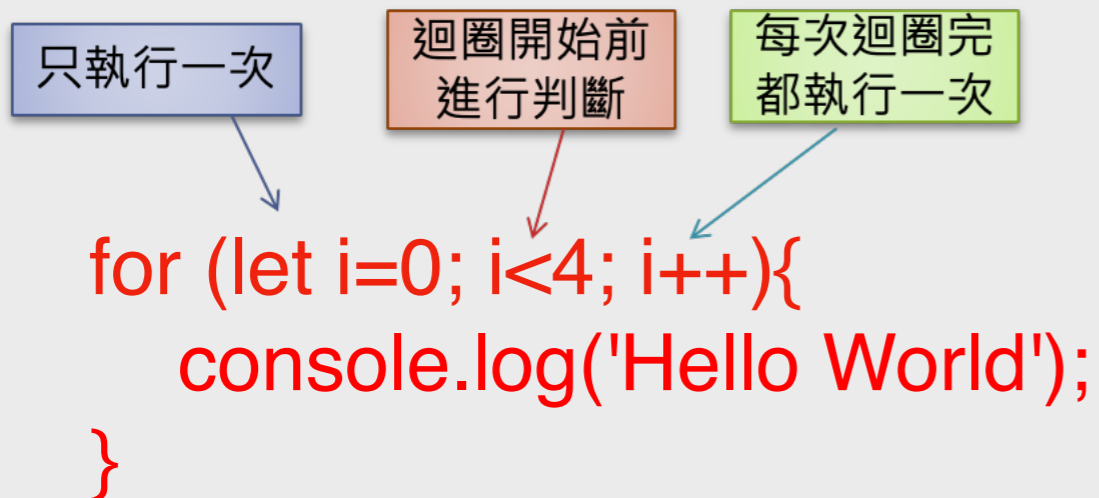 只執行一次
迴圈開始前
進行判斷
每次迴圈完
都執行一次
for (let i=0; i<4; i++){
console.log('Hello World');
}